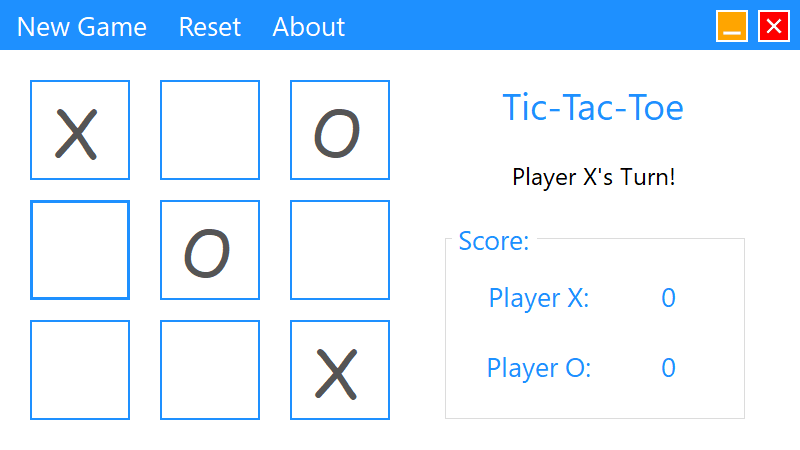 New Game Reset About
X O
Tic-Tac-Toe
Player X's Turn!
O
Score:
Player X: 0
X
Player O: 0